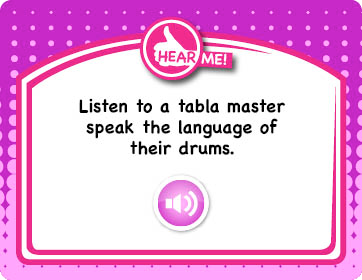 HEAR ME!
Listen to a tabla master
speak the language of
their drums.